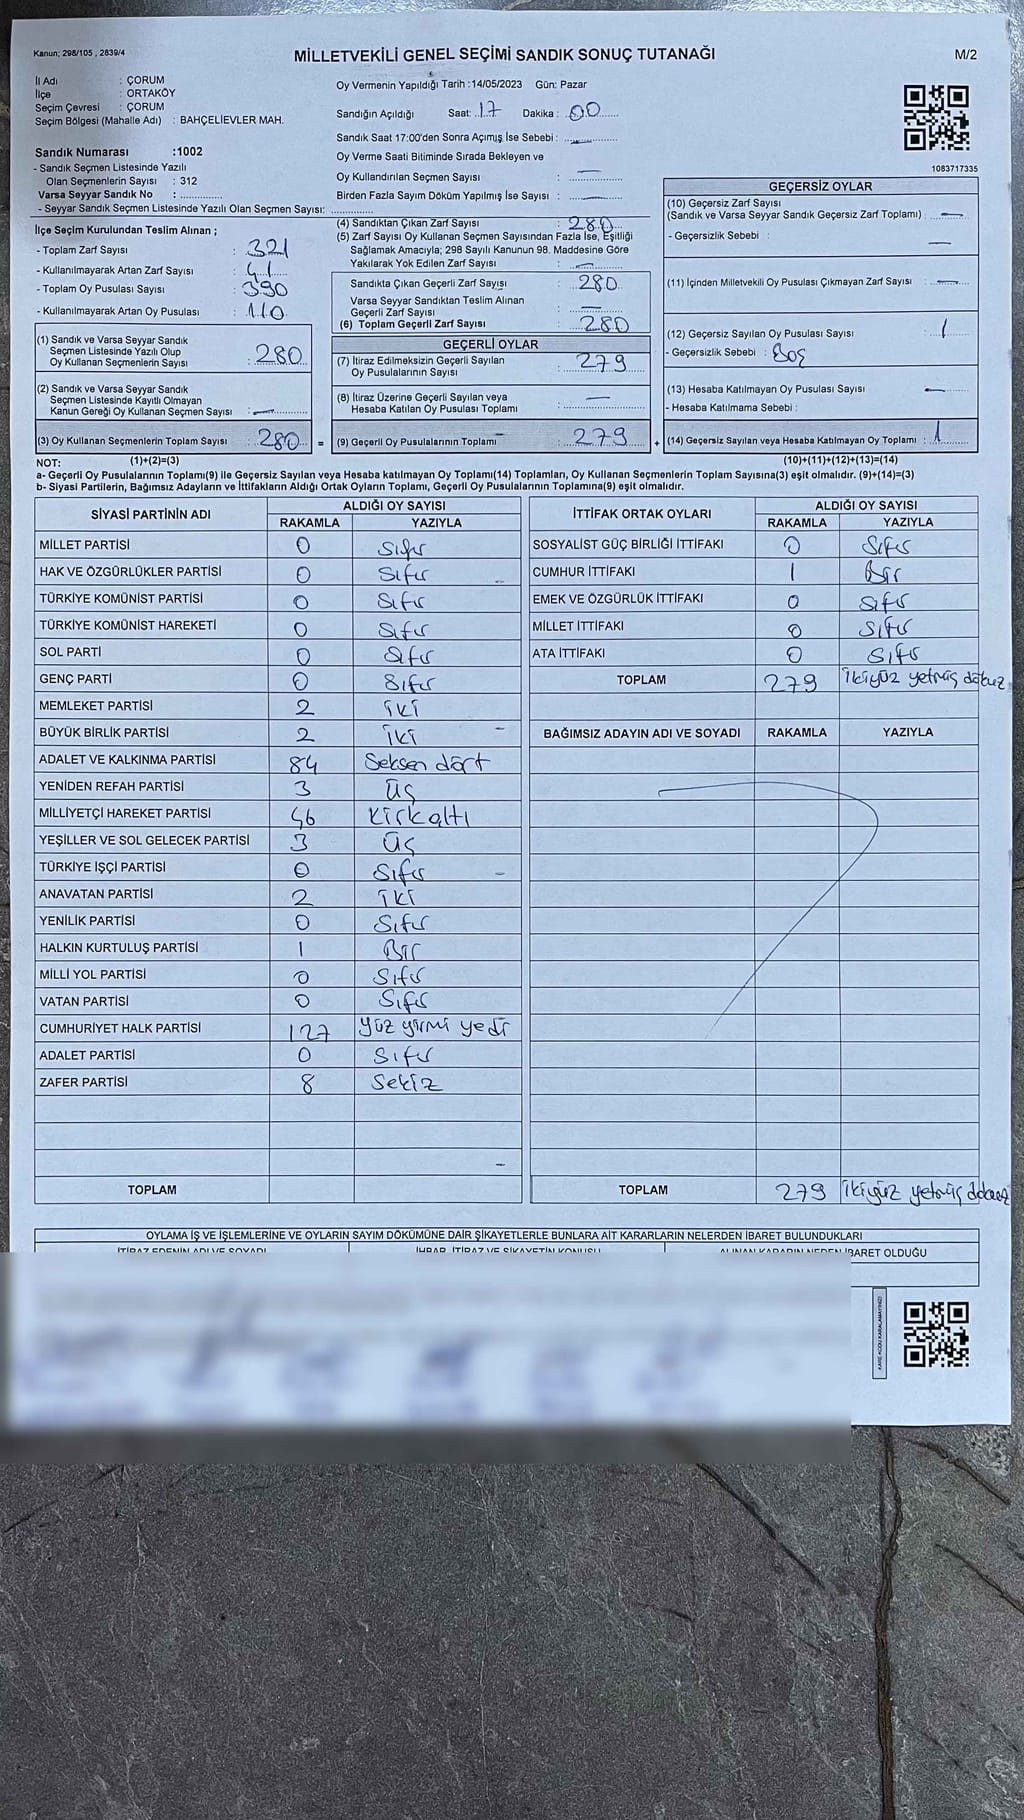 Kanun; 298/105 , 2839/4
MİLLETVEKİLİ GENEL SEÇİMİ SANDIK SONUÇ TUTANAĞI
M/2
İl Adı : ÇORUM
İlçe : ORTAKÖY
Seçim Çevresi : ÇORUM
Seçim Bölgesi (Mahalle Adı) : BAHÇELİEVLER MAH.
Sandık Numarası :1002
- Sandık Seçmen Listesinde Yazılı
Olan Seçmenlerin Sayısı : 312
Varsa Seyyar Sandık No : ..............
- Seyyar Sandık Seçmen Listesinde Yazılı Olan Seçmen Sayısı: ..............
İlçe Seçim Kurulundan Teslim Alınan ;
- Toplam Zarf Sayısı : 321
- Kullanılmayarak Artan Zarf Sayısı : 41
- Toplam Oy Pusulası Sayısı : 390
- Kullanılmayarak Artan Oy Pusulası : 110
Oy Vermenin Yapıldığı Tarih :14/05/2023 Gün: Pazar
Sandığın Açıldığı Saat: 17 Dakika : 00
Sandık Saat 17:00'den Sonra Açımış İse Sebebi : —
Oy Verme Saati Bitiminde Sırada Bekleyen ve
Oy Kullandırılan Seçmen Sayısı : —
Birden Fazla Sayım Döküm Yapılmış İse Sayısı : —
(4) Sandıktan Çıkan Zarf Sayısı : 280
(5) Zarf Sayısı Oy Kullanan Seçmen Sayısından Fazla İse, Eşitliği
Sağlamak Amacıyla; 298 Sayılı Kanunun 98. Maddesine Göre
Yakılarak Yok Edilen Zarf Sayısı : —
Sandıkta Çıkan Geçerli Zarf Sayısı : 280
Varsa Seyyar Sandıktan Teslim Alınan
Geçerli Zarf Sayısı : —
(6) Toplam Geçerli Zarf Sayısı : 280
1083717335
GEÇERSİZ OYLAR
(10) Geçersiz Zarf Sayısı
(Sandık ve Varsa Seyyar Sandık Geçersiz Zarf Toplamı) : —
- Geçersizlik Sebebi : —
(11) İçinden Milletvekili Oy Pusulası Çıkmayan Zarf Sayısı : —
(12) Geçersiz Sayılan Oy Pusulası Sayısı : 1
- Geçersizlik Sebebi : Boş
(13) Hesaba Katılmayan Oy Pusulası Sayısı : —
- Hesaba Katılmama Sebebi :
(14) Geçersiz Sayılan veya Hesaba Katılmayan Oy Toplamı : 1
(1) Sandık ve Varsa Seyyar Sandık
Seçmen Listesinde Yazılı Olup
Oy Kullanan Seçmenlerin Sayısı : 280
(2) Sandık ve Varsa Seyyar Sandık
Seçmen Listesinde Kayıtlı Olmayan
Kanun Gereği Oy Kullanan Seçmen Sayısı : —
(3) Oy Kullanan Seçmenlerin Toplam Sayısı : 280 =
GEÇERLİ OYLAR
(7) İtiraz Edilmeksizin Geçerli Sayılan
Oy Pusulalarının Sayısı : 279
(8) İtiraz Üzerine Geçerli Sayılan veya
Hesaba Katılan Oy Pusulası Toplamı : —
(9) Geçerli Oy Pusulalarının Toplamı : 279 +
NOT: (1)+(2)=(3) (10)+(11)+(12)+(13)=(14)
a- Geçerli Oy Pusulalarının Toplamı(9) ile Geçersiz Sayılan veya Hesaba katılmayan Oy Toplamı(14) Toplamları, Oy Kullanan Seçmenlerin Toplam Sayısına(3) eşit olmalıdır. (9)+(14)=(3)
b- Siyasi Partilerin, Bağımsız Adayların ve İttifakların Aldığı Ortak Oyların Toplamı, Geçerli Oy Pusulalarının Toplamına(9) eşit olmalıdır.
SİYASİ PARTİNİN ADI ALDIĞI OY SAYISI
RAKAMLA YAZIYLA
MİLLET PARTİSİ 0 Sıfır
HAK VE ÖZGÜRLÜKLER PARTİSİ 0 Sıfır
TÜRKİYE KOMÜNİST PARTİSİ 0 Sıfır
TÜRKİYE KOMÜNİST HAREKETİ 0 Sıfır
SOL PARTİ 0 Sıfır
GENÇ PARTİ 0 Sıfır
MEMLEKET PARTİSİ 2 iki
BÜYÜK BİRLİK PARTİSİ 2 iki
ADALET VE KALKINMA PARTİSİ 84 Seksen dört
YENİDEN REFAH PARTİSİ 3 Üç
MİLLİYETÇİ HAREKET PARTİSİ 46 Kırkaltı
YEŞİLLER VE SOL GELECEK PARTİSİ 3 Üç
TÜRKİYE İŞÇİ PARTİSİ 0 Sıfır
ANAVATAN PARTİSİ 2 iki
YENİLİK PARTİSİ 0 Sıfır
HALKIN KURTULUŞ PARTİSİ 1 Bir
MİLLİ YOL PARTİSİ 0 Sıfır
VATAN PARTİSİ 0 Sıfır
CUMHURİYET HALK PARTİSİ 127 yüz yirmi yedi
ADALET PARTİSİ 0 Sıfır
ZAFER PARTİSİ 8 Sekiz
TOPLAM
İTTİFAK ORTAK OYLARI ALDIĞI OY SAYISI
RAKAMLA YAZIYLA
SOSYALİST GÜÇ BİRLİĞİ İTTİFAKI 0 Sıfır
CUMHUR İTTİFAKI 1 Bir
EMEK VE ÖZGÜRLÜK İTTİFAKI 0 Sıfır
MİLLET İTTİFAKI 0 Sıfır
ATA İTTİFAKI 0 Sıfır
TOPLAM 279 ikiyüz yetmiş dokuz
BAĞIMSIZ ADAYIN ADI VE SOYADI RAKAMLA YAZIYLA
TOPLAM 279 ikiyüz yetmiş dokuz
OYLAMA İŞ VE İŞLEMLERİNE VE OYLARIN SAYIM DÖKÜMÜNE DAİR ŞİKAYETLERLE BUNLARA AİT KARARLARIN NELERDEN İBARET BULUNDUKLARI
İTİRAZ EDENİN ADI VE SOYADI İHBAR, İTİRAZ VE ŞİKAYETİN KONUSU ALINAN KARARIN NEDEN İBARET OLDUĞU
KARE KODU KARALAMAYINIZ!